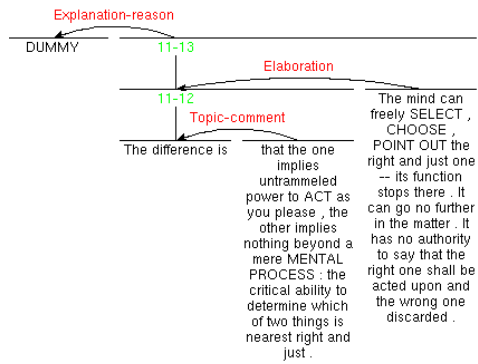 Explanation-reason
DUMMY
11-13
Elaboration
11-12
Topic-comment
The difference is
that the one
implies
untrammeled
power to ACT as
you please , the
other implies
nothing beyond a
mere MENTAL
PROCESS : the
critical ability to
determine which
of two things is
nearest right and
just .
The mind can
freely SELECT ,
CHOOSE ,
POINT OUT the
right and just one
-- its function
stops there . It
can go no further
in the matter . It
has no authority
to say that the
right one shall be
acted upon and
the wrong one
discarded .